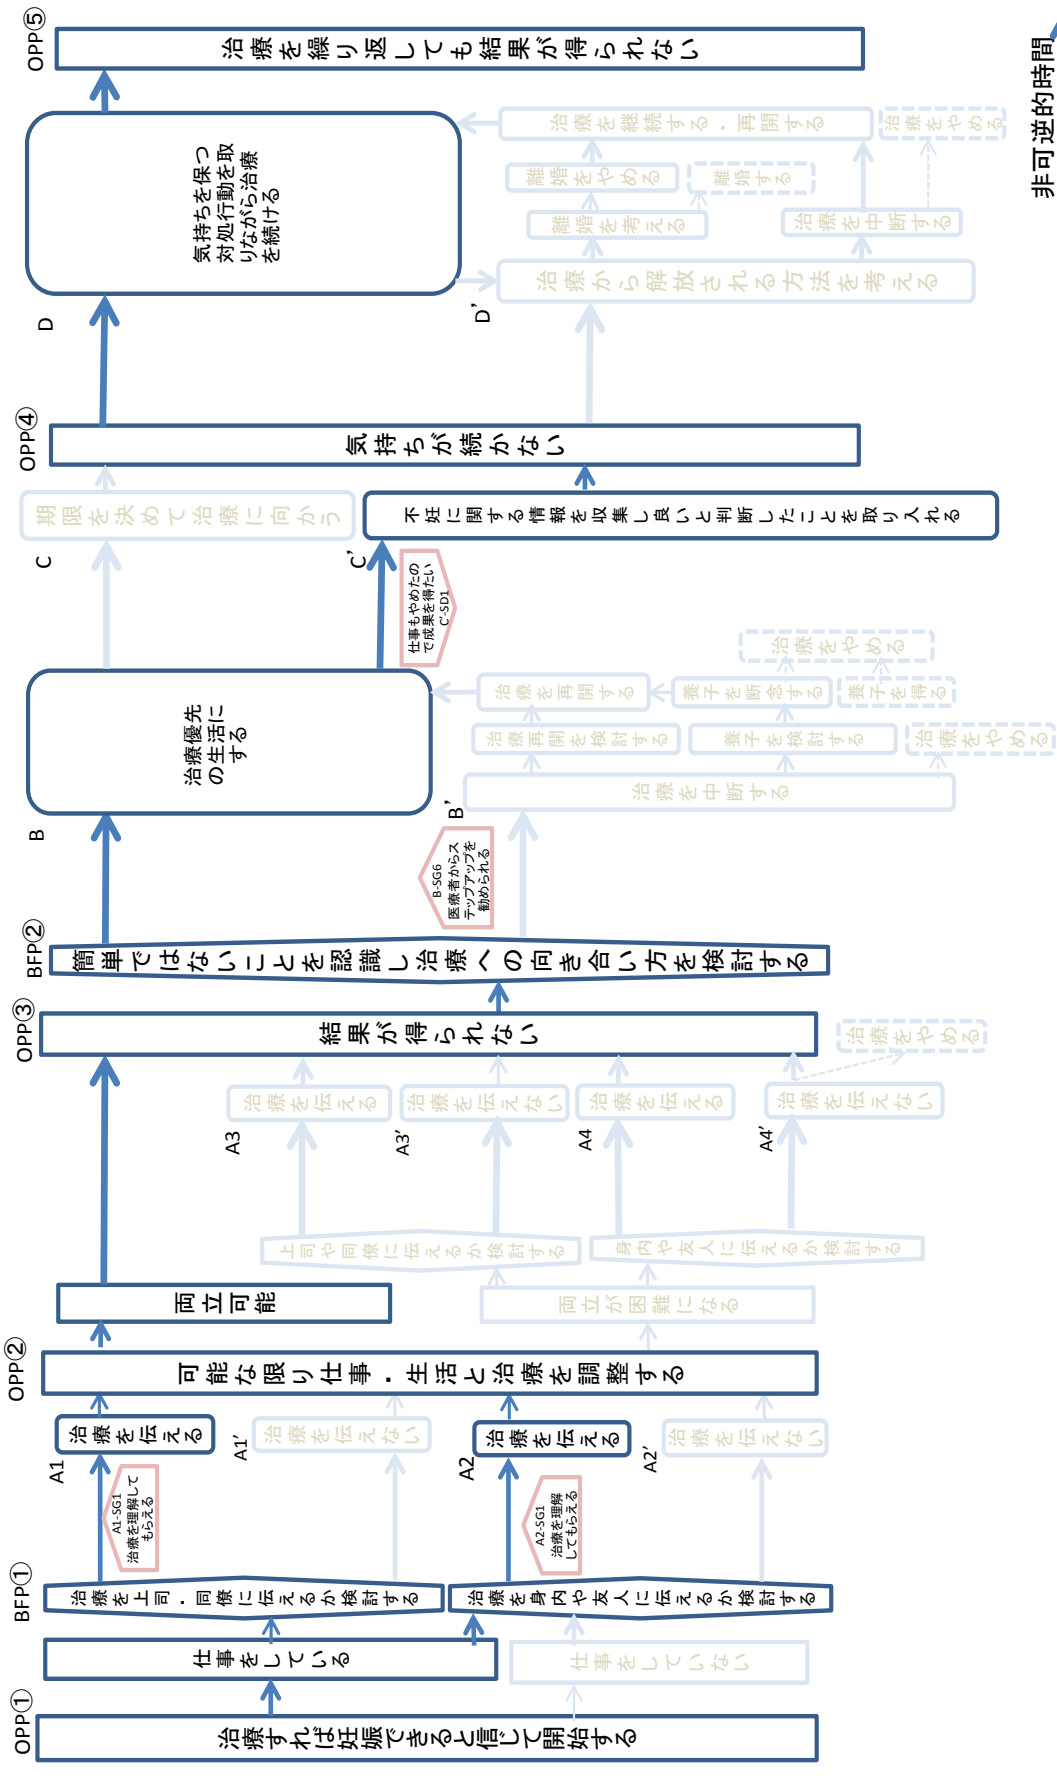 OPP①
治療すれば妊娠できると信じて開始する
仕事をしている
仕事をしていない
BFP①
治療を上司・同僚に伝えるか検討する
治療を身内や友人に伝えるか検討する
A1-SG1
治療を理解して
もらえる
A2-SG1
治療を理解
してもらえる
A1
治療を伝える
A1'
治療を伝えない
A2
治療を伝える
A2'
治療を伝えない
OPP②
可能な限り仕事・生活と治療を調整する
両立可能
両立が困難になる
上司や同僚に伝えるか検討する
身内や友人に伝えるか検討する
A3
治療を伝える
A3'
治療を伝えない
A4
治療を伝える
A4'
治療を伝えない
治療をやめる
OPP③
結果が得られない
BFP②
簡単ではないことを認識し治療への向き合い方を検討する
B-SG6
医療者からス
テップアップを
勧められる
B
治療優先
の生活に
する
B'
治療を中断する
治療再開を検討する
養子を検討する
治療をやめる
治療を再開する
養子を断念する
養子を得る
治療をやめる
仕事もやめたの
で成果を得たい
C'-SD1
C
期限を決めて治療に向かう
C'
不妊に関する情報を収集し良いと判断したことを取り入れる
OPP④
気持ちが続かない
D
気持ちを保つ
対処行動を取
りながら治療
を続ける
D'
治療から解放される方法を考える
離婚を考える
治療を中断する
離婚をやめる
離婚する
治療を継続する・再開する
治療をやめる
OPP⑤
治療を繰り返しても結果が得られない
非可逆的時間